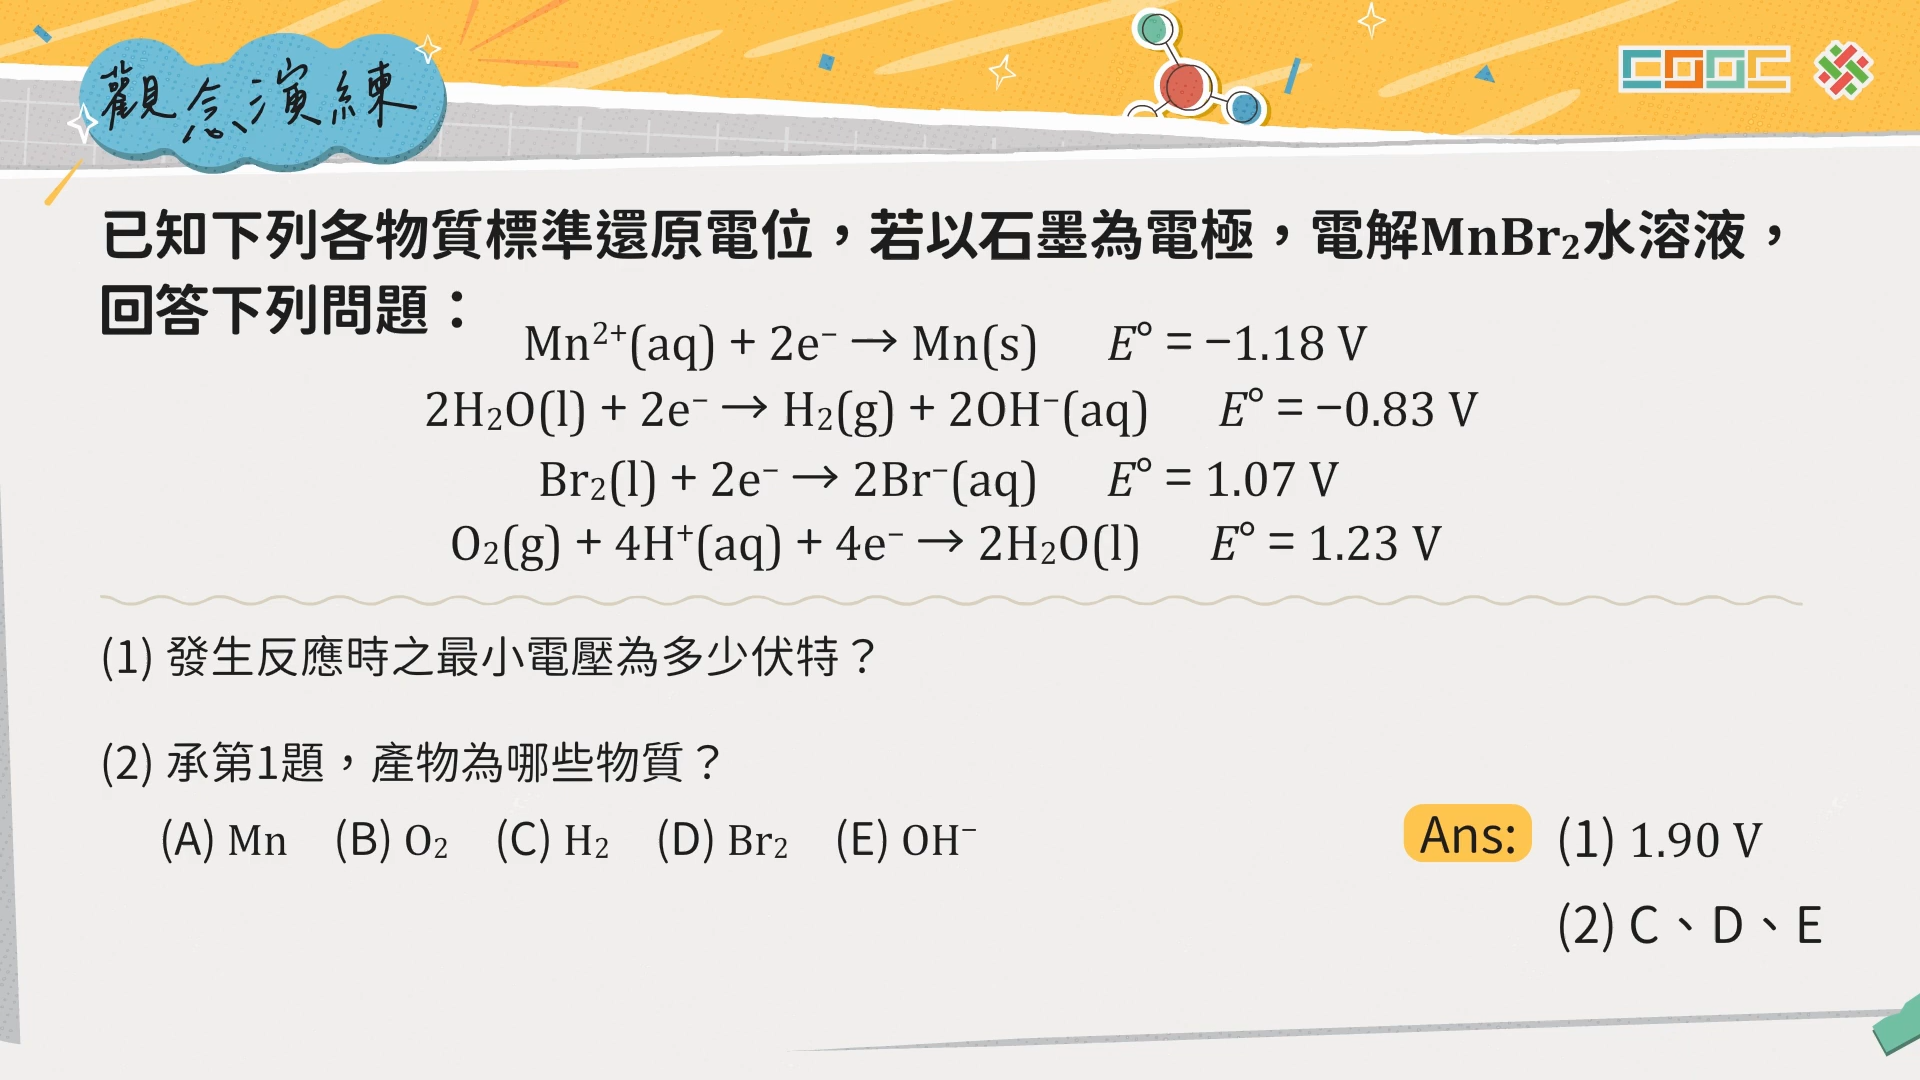 觀念演練
COOC
已知下列各物質標準還原電位，若以石墨為電極，電解MnBr₂水溶液，
回答下列問題：
Mn²⁺(aq) + 2e⁻ → Mn(s)  E° = −1.18 V
2H₂O(l) + 2e⁻ → H₂(g) + 2OH⁻(aq)  E° = −0.83 V
Br₂(l) + 2e⁻ → 2Br⁻(aq)  E° = 1.07 V
O₂(g) + 4H⁺(aq) + 4e⁻ → 2H₂O(l)  E° = 1.23 V
(1) 發生反應時之最小電壓為多少伏特？
(2) 承第1題，產物為哪些物質？
(A) Mn (B) O₂ (C) H₂ (D) Br₂ (E) OH⁻
Ans: (1) 1.90 V
(2) C、D、E